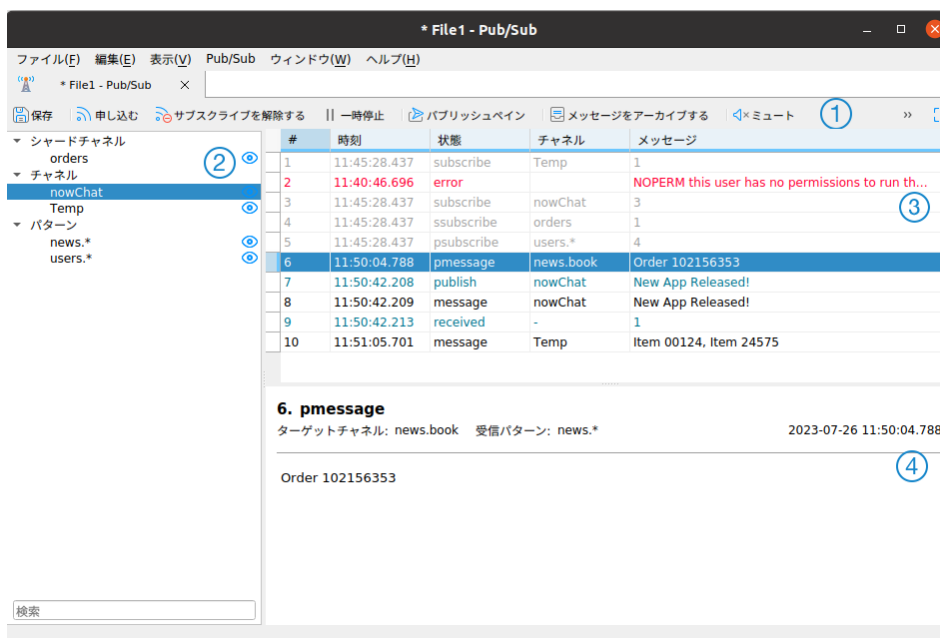 * File1 - Pub/Sub
ファイル(F) 編集(E) 表示(V) Pub/Sub ウィンドウ(W) ヘルプ(H)
* File1 - Pub/Sub
保存 申し込む サブスクライブを解除する 一時停止 パブリッシュペイン メッセージをアーカイブする ミュート 1 »
シャードチャネル
orders
2
チャネル
nowChat
Temp
パターン
news.*
users.*
検索
# 時刻 状態 チャネル メッセージ
1 11:45:28.437 subscribe Temp 1
2 11:40:46.696 error NOPERM this user has no permissions to run th...
3 11:45:28.437 subscribe nowChat 3
3
4 11:45:28.437 ssubscribe orders 1
5 11:45:28.437 psubscribe users.* 4
6 11:50:04.788 pmessage news.book Order 102156353
7 11:50:42.208 publish nowChat New App Released!
8 11:50:42.209 message nowChat New App Released!
9 11:50:42.213 received - 1
10 11:51:05.701 message Temp Item 00124, Item 24575
6. pmessage
ターゲットチャネル: news.book 受信パターン: news.* 2023-07-26 11:50:04.788
4
Order 102156353